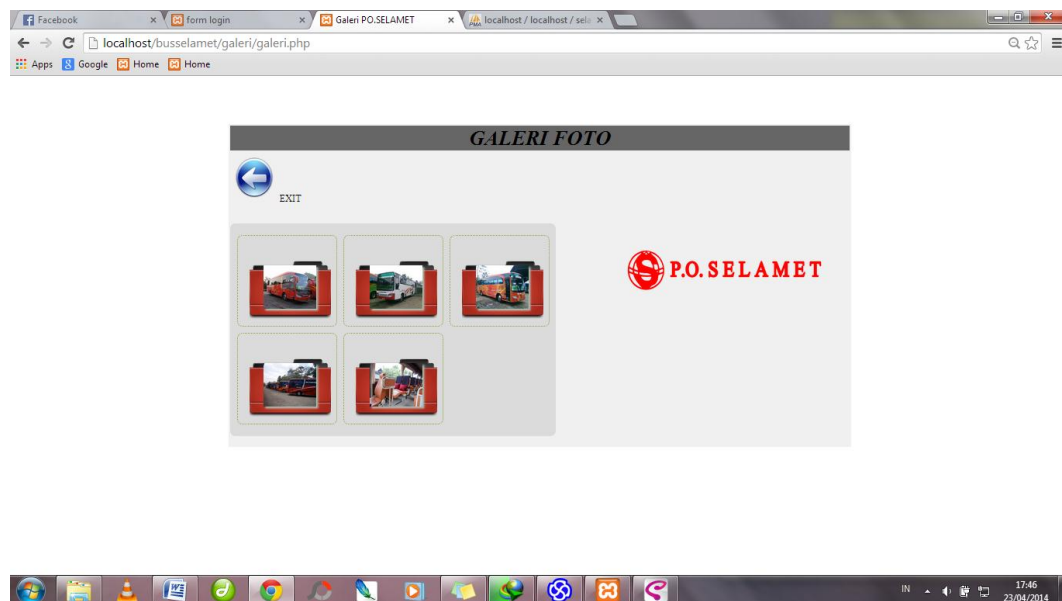 Facebook
form login
Galeri PO.SELAMET
localhost / localhost / sele
localhost/busselamet/galeri/galeri.php
Apps
Google
Home
Home
GALERI FOTO
EXIT
P.O. SELAMET
IN
17:46
23/04/2014